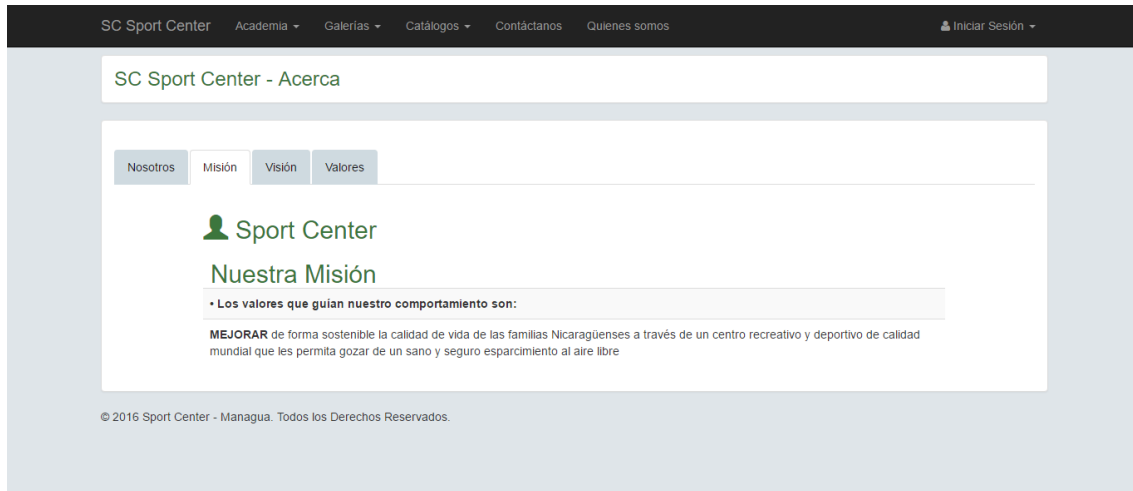 SC Sport Center Academia Galerías Catálogos Contáctanos Quienes somos Iniciar Sesión
SC Sport Center - Acerca
Nosotros Misión Visión Valores
Sport Center
Nuestra Misión
• Los valores que guían nuestro comportamiento son:
MEJORAR de forma sostenible la calidad de vida de las familias Nicaragüenses a través de un centro recreativo y deportivo de calidad
mundial que les permita gozar de un sano y seguro esparcimiento al aire libre
© 2016 Sport Center - Managua. Todos los Derechos Reservados.